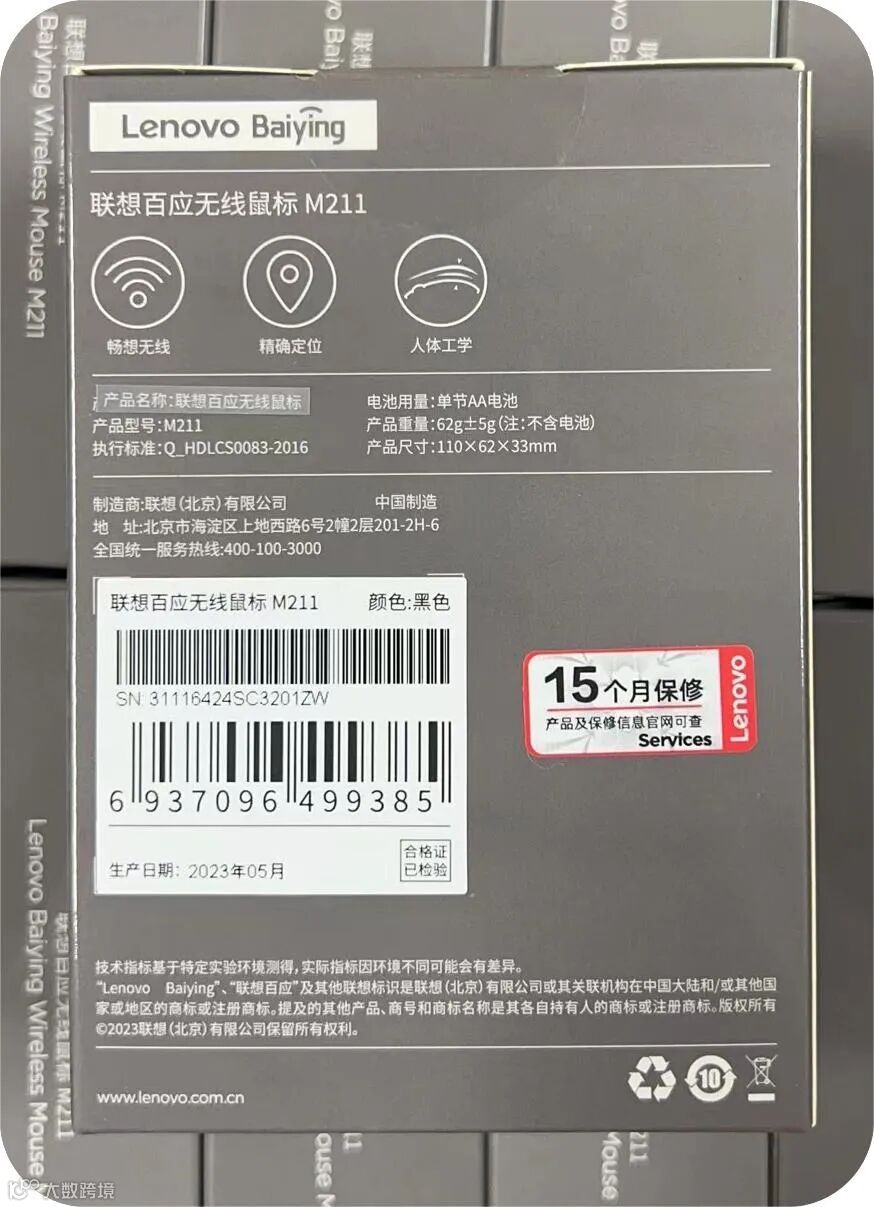 Lenovo Baiying
联想百应无线鼠标 M211
畅想无线 精确定位 人体工学
产品名称:联想百应无线鼠标
产品型号:M211
执行标准:Q_HDLCS0083-2016
电池用量:单节AA电池
产品重量:62g±5g(注:不含电池)
产品尺寸:110×62×33mm
制造商:联想(北京)有限公司 中国制造
地 址:北京市海淀区上地西路6号2幢2层201-2H-6
全国统一服务热线:400-100-3000
联想百应无线鼠标 M211 颜色:黑色
SN: 31116424SC3201ZW
6 937096 499385
生产日期: 2023年05月
合格证
已检验
15个月保修
产品及保修信息官网可查
Services
Lenovo
技术指标基于特定实验环境测得,实际指标因环境不同可能会有差异。
“Lenovo Baiying”、“联想百应”及其他联想标识是联想(北京)有限公司或其关联机构在中国大陆和/或其他国
家或地区的商标或注册商标。提及的其他产品、商号和商标名称是其各自持有人的商标或注册商标。版权所有
©2023联想(北京)有限公司保留所有权利。
www.lenovo.com.cn
10
联想
Baiying Wireless Mouse M211
Lenovo Baiying Wireless Mouse
联想百应无线鼠标 M211
大数跨境